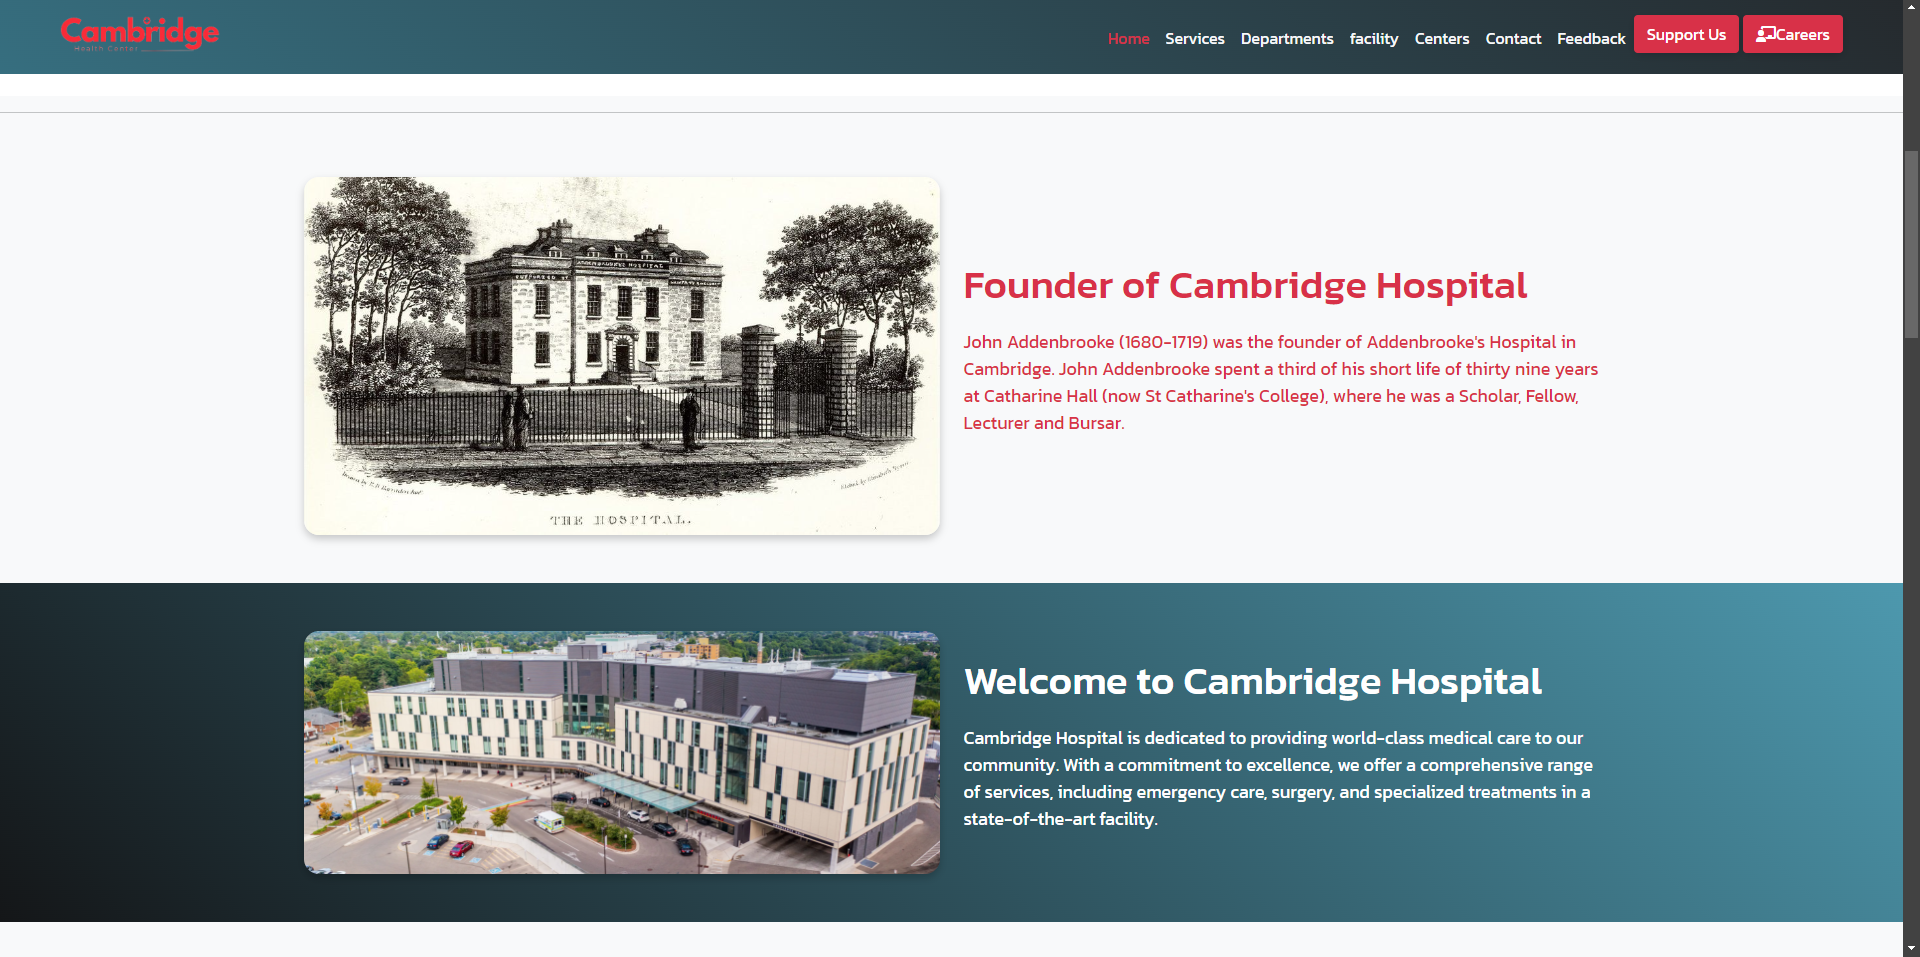 Cambridge
Health Center
Home Services Departments facility Centers Contact Feedback Support Us Careers
ADDENBROOKES HOSPITAL
THE HOSPITAL.
Founder of Cambridge Hospital
John Addenbrooke (1680-1719) was the founder of Addenbrooke's Hospital in
Cambridge. John Addenbrooke spent a third of his short life of thirty nine years
at Catharine Hall (now St Catharine's College), where he was a Scholar, Fellow,
Lecturer and Bursar.
Welcome to Cambridge Hospital
Cambridge Hospital is dedicated to providing world-class medical care to our
community. With a commitment to excellence, we offer a comprehensive range
of services, including emergency care, surgery, and specialized treatments in a
state-of-the-art facility.